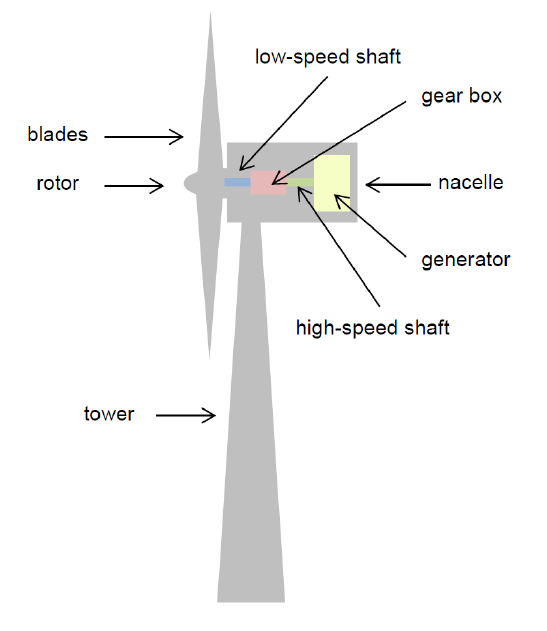 low-speed shaft
gear box
blades
rotor
nacelle
generator
high-speed shaft
tower